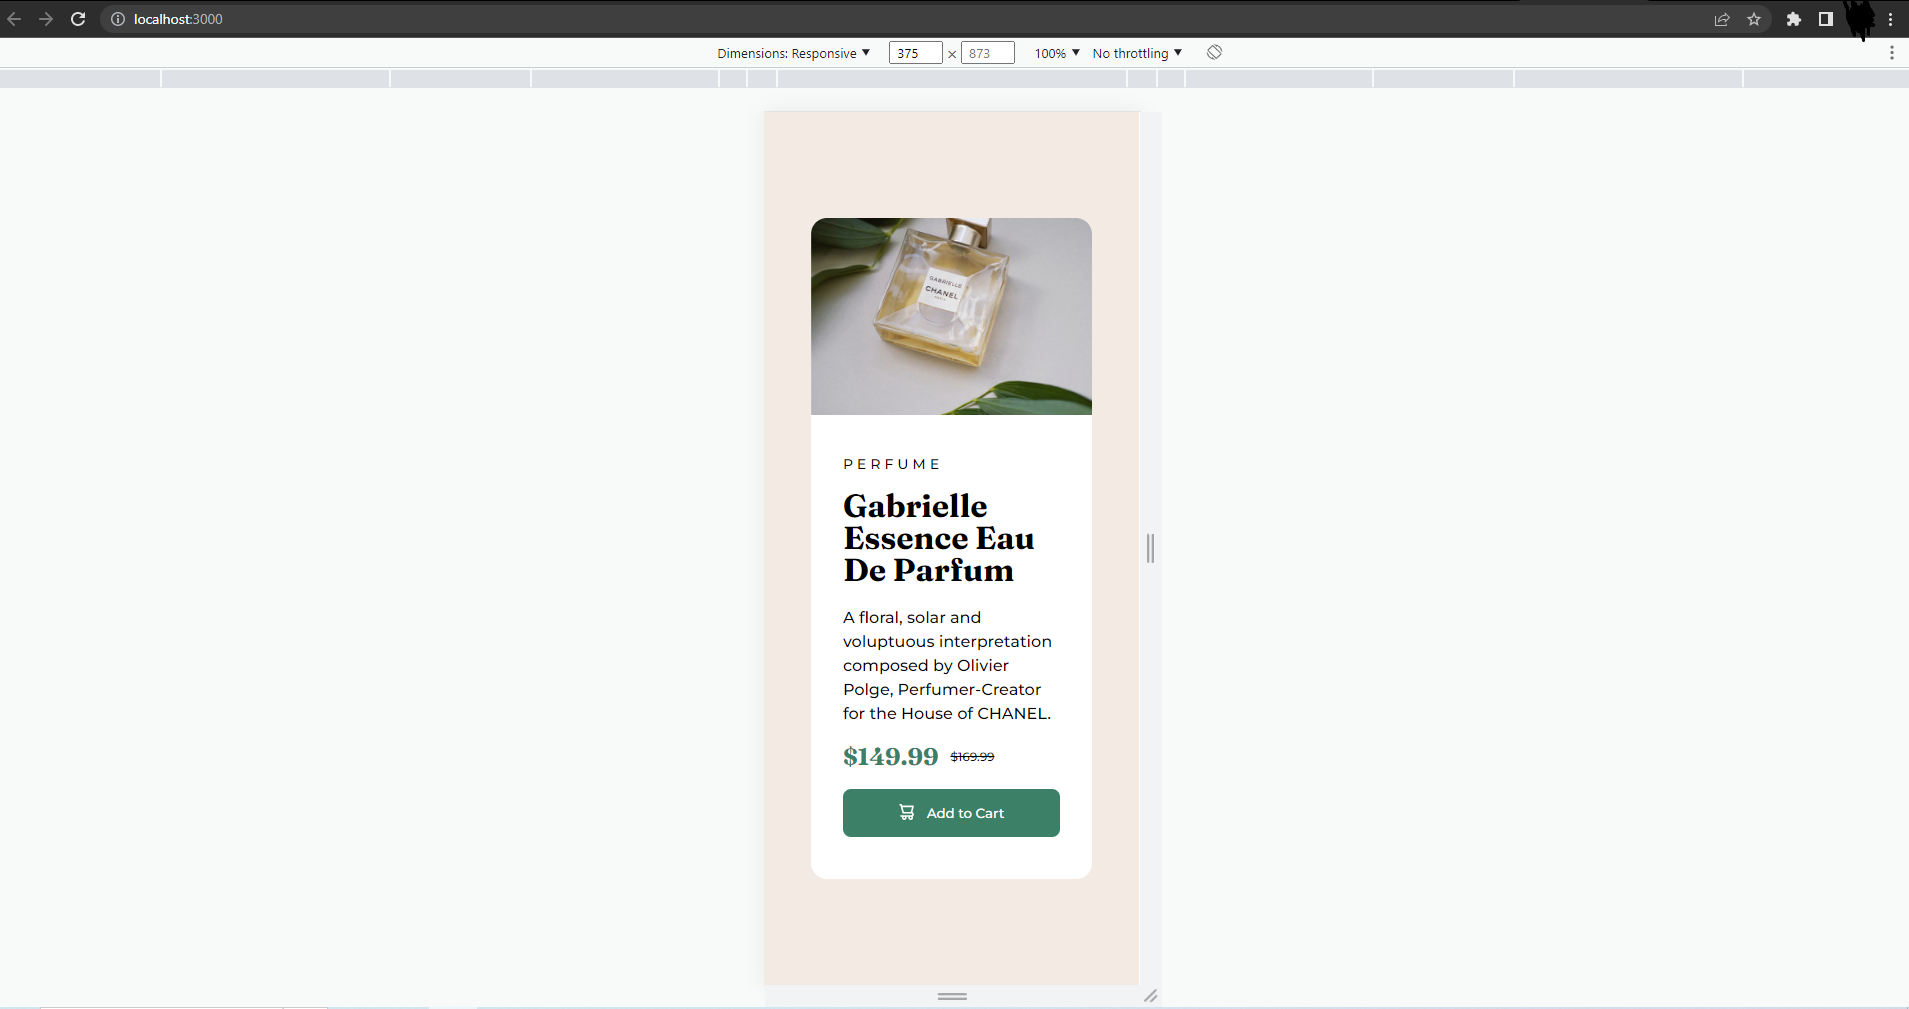 localhost:3000
Dimensions: Responsive 375 × 873 100% No throttling
GABRIELLE
CHANEL
PERFUME
Gabrielle
Essence Eau
De Parfum
A floral, solar and
voluptuous interpretation
composed by Olivier
Polge, Perfumer-Creator
for the House of CHANEL.
$149.99 $169.99
Add to Cart